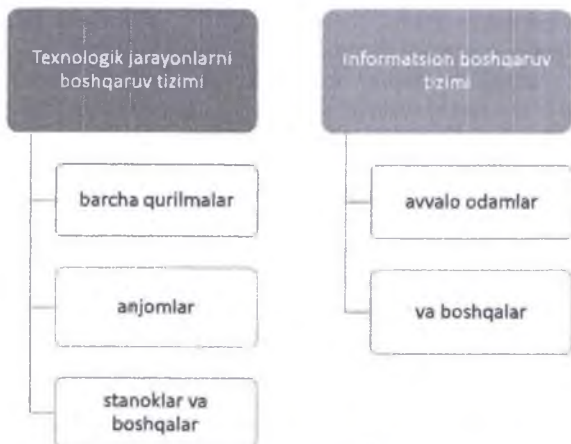 Texnologik jarayonlarni
boshqaruv tizimi
barcha qurilmalar
anjomlar
stanoklar va
boshqalar
Informatsion boshqaruv
tizimi
avvalo odamlar
va boshqalar